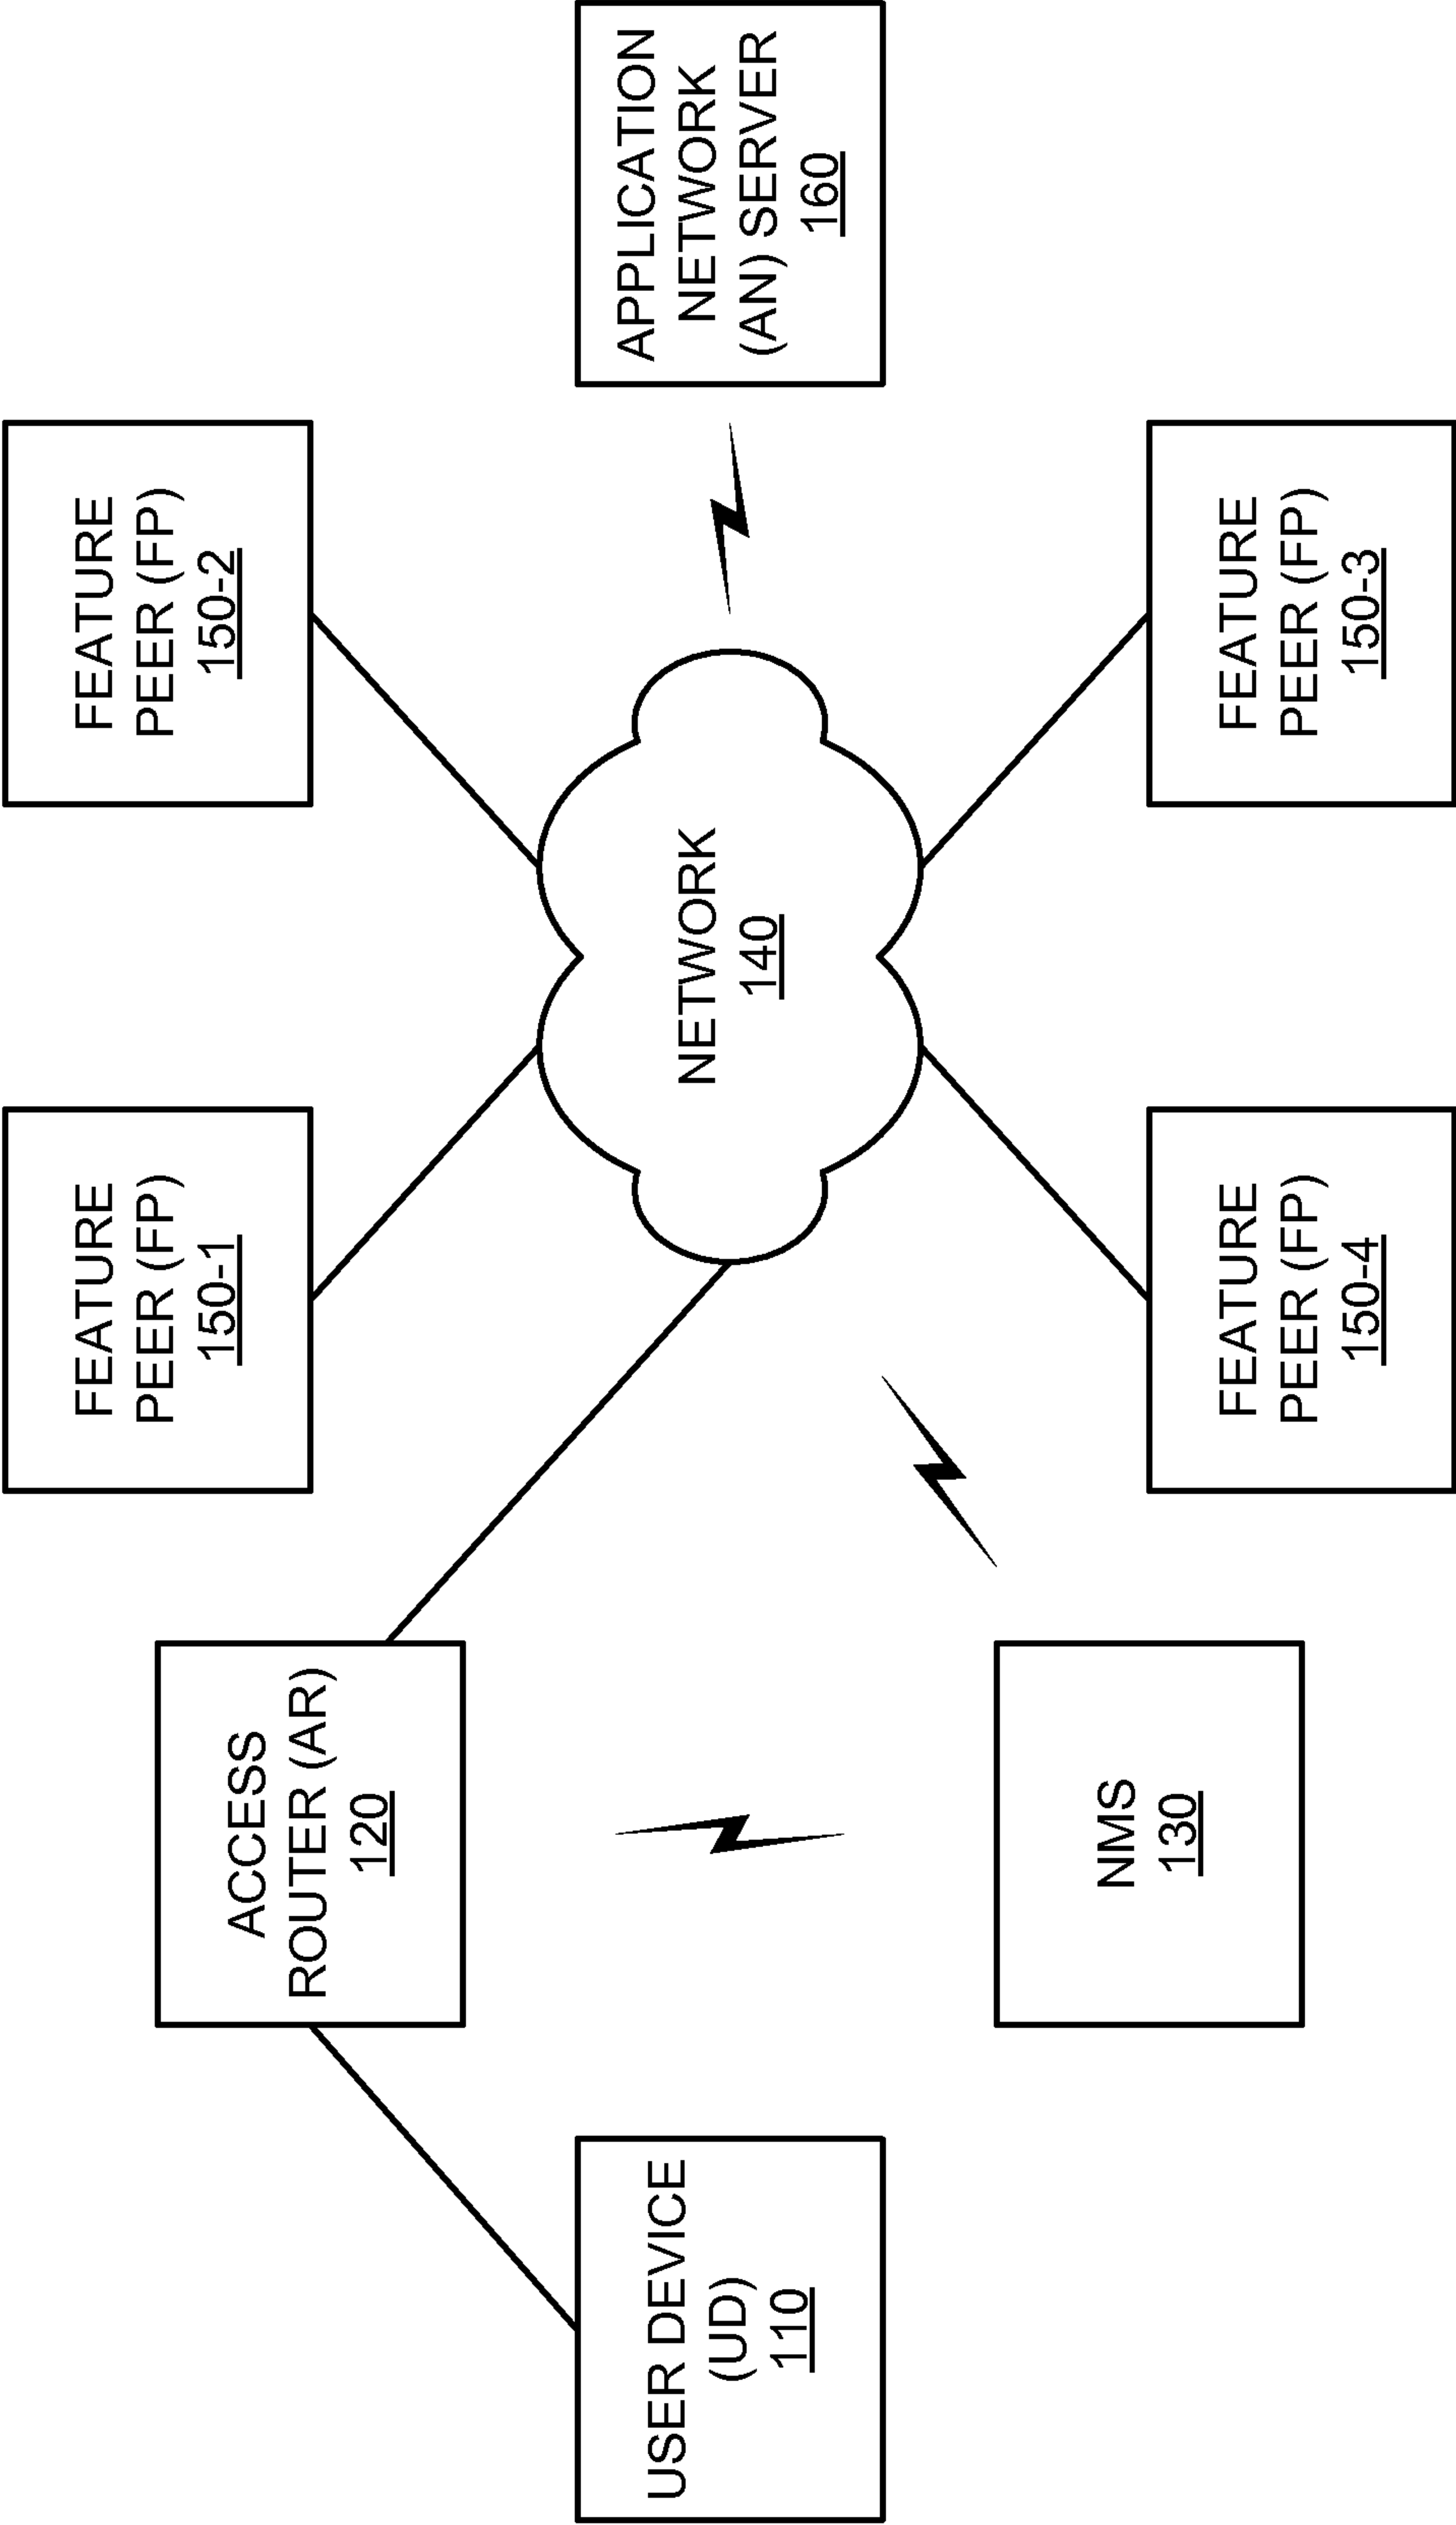 FEATURE
PEER (FP)
150-1
FEATURE
PEER (FP)
150-2
ACCESS
ROUTER (AR)
120
USER DEVICE
(UD)
110
NETWORK
140
APPLICATION
NETWORK
(AN) SERVER
160
NMS
130
FEATURE
PEER (FP)
150-4
FEATURE
PEER (FP)
150-3